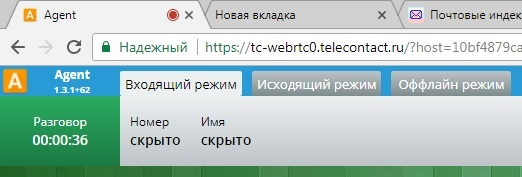 Agent
Новая вкладка
Почтовые индек
Надежный
https://tc-webrtc0.telecontact.ru/?host=10bf4879ca
A
Agent
1.3.1+62
Входящий режим
Исходящий режим
Оффлайн режим
Разговор
00:00:36
Номер
скрыто
Имя
скрыто